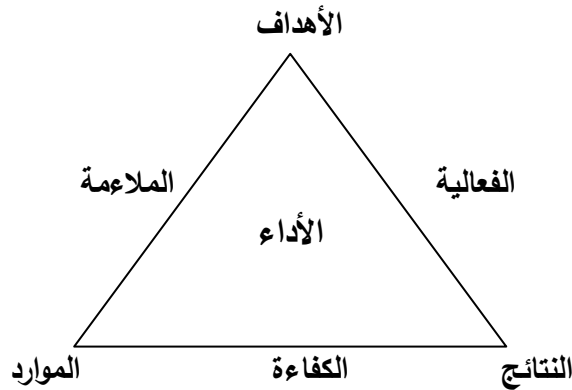 الأهداف
الفعالية
الملاءمة
الأداء
النتائج
الكفاءة
الموارد